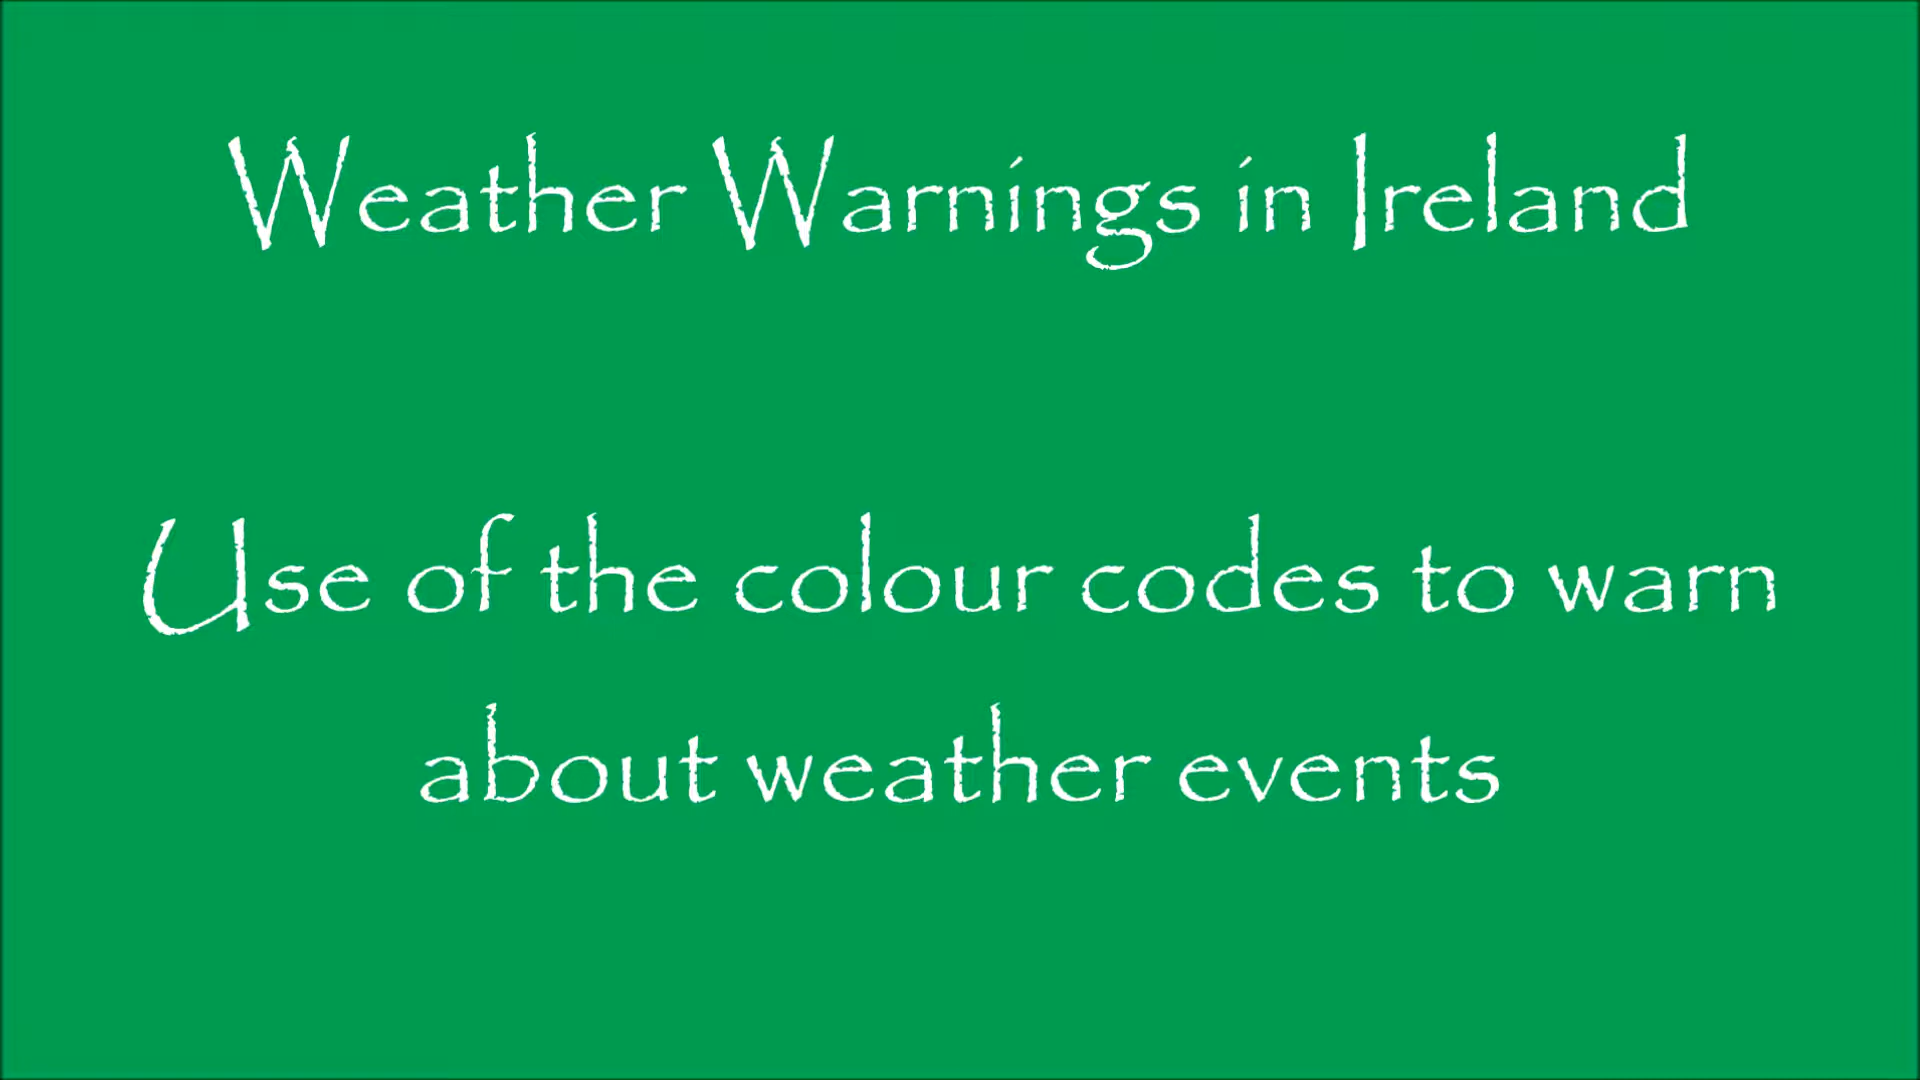 Weather Warnings in Ireland
Use of the colour codes to warn
about weather events